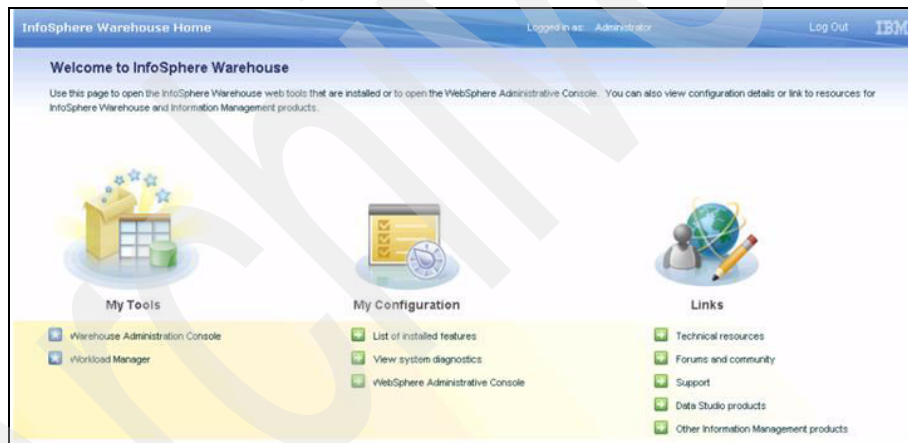 InfoSphere Warehouse Home
Logged in as: Administrator
Log Out
IBM
Welcome to InfoSphere Warehouse
Use this page to open the InfoSphere Warehouse web tools that are installed or to open the WebSphere Administrative Console. You can also view configuration details or link to resources for
InfoSphere Warehouse and Information Management products.
My Tools
Warehouse Administration Console
Workload Manager
My Configuration
List of installed features
View system diagnostics
WebSphere Administrative Console
Links
Technical resources
Forums and community
Support
Data Studio products
Other Information Management products